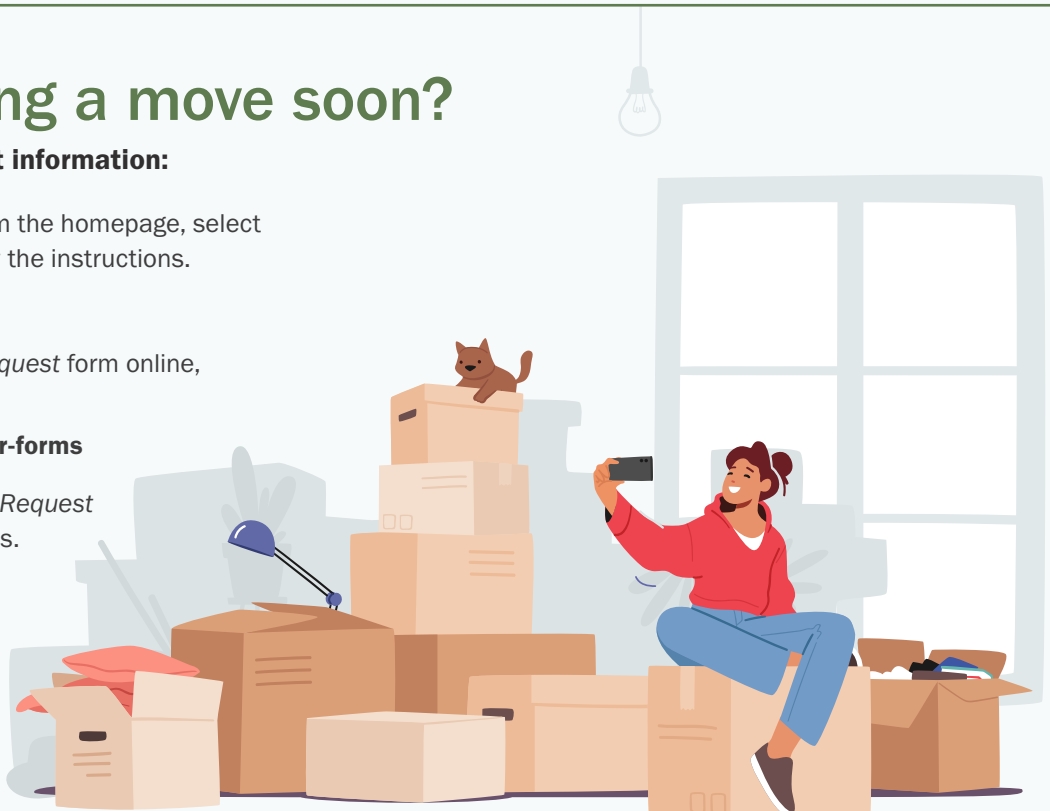 ng a move soon?
t information:
m the homepage, select
the instructions.
quest form online,
r-forms
Request
s.